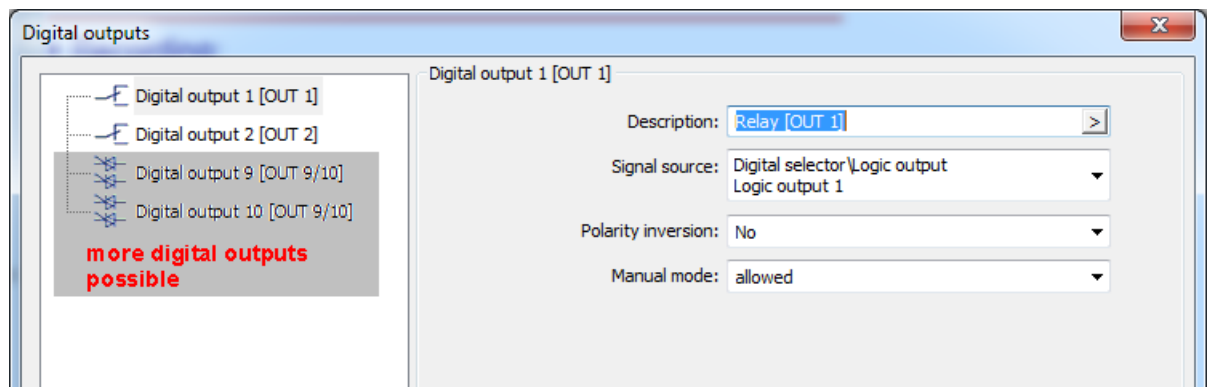 Digital outputs
Digital output 1 [OUT 1]
Digital output 2 [OUT 2]
Digital output 9 [OUT 9/10]
Digital output 10 [OUT 9/10]
more digital outputs
possible
Digital output 1 [OUT 1]
Description: Relay [OUT 1] >
Signal source: Digital selector\Logic output
Logic output 1
Polarity inversion: No
Manual mode: allowed